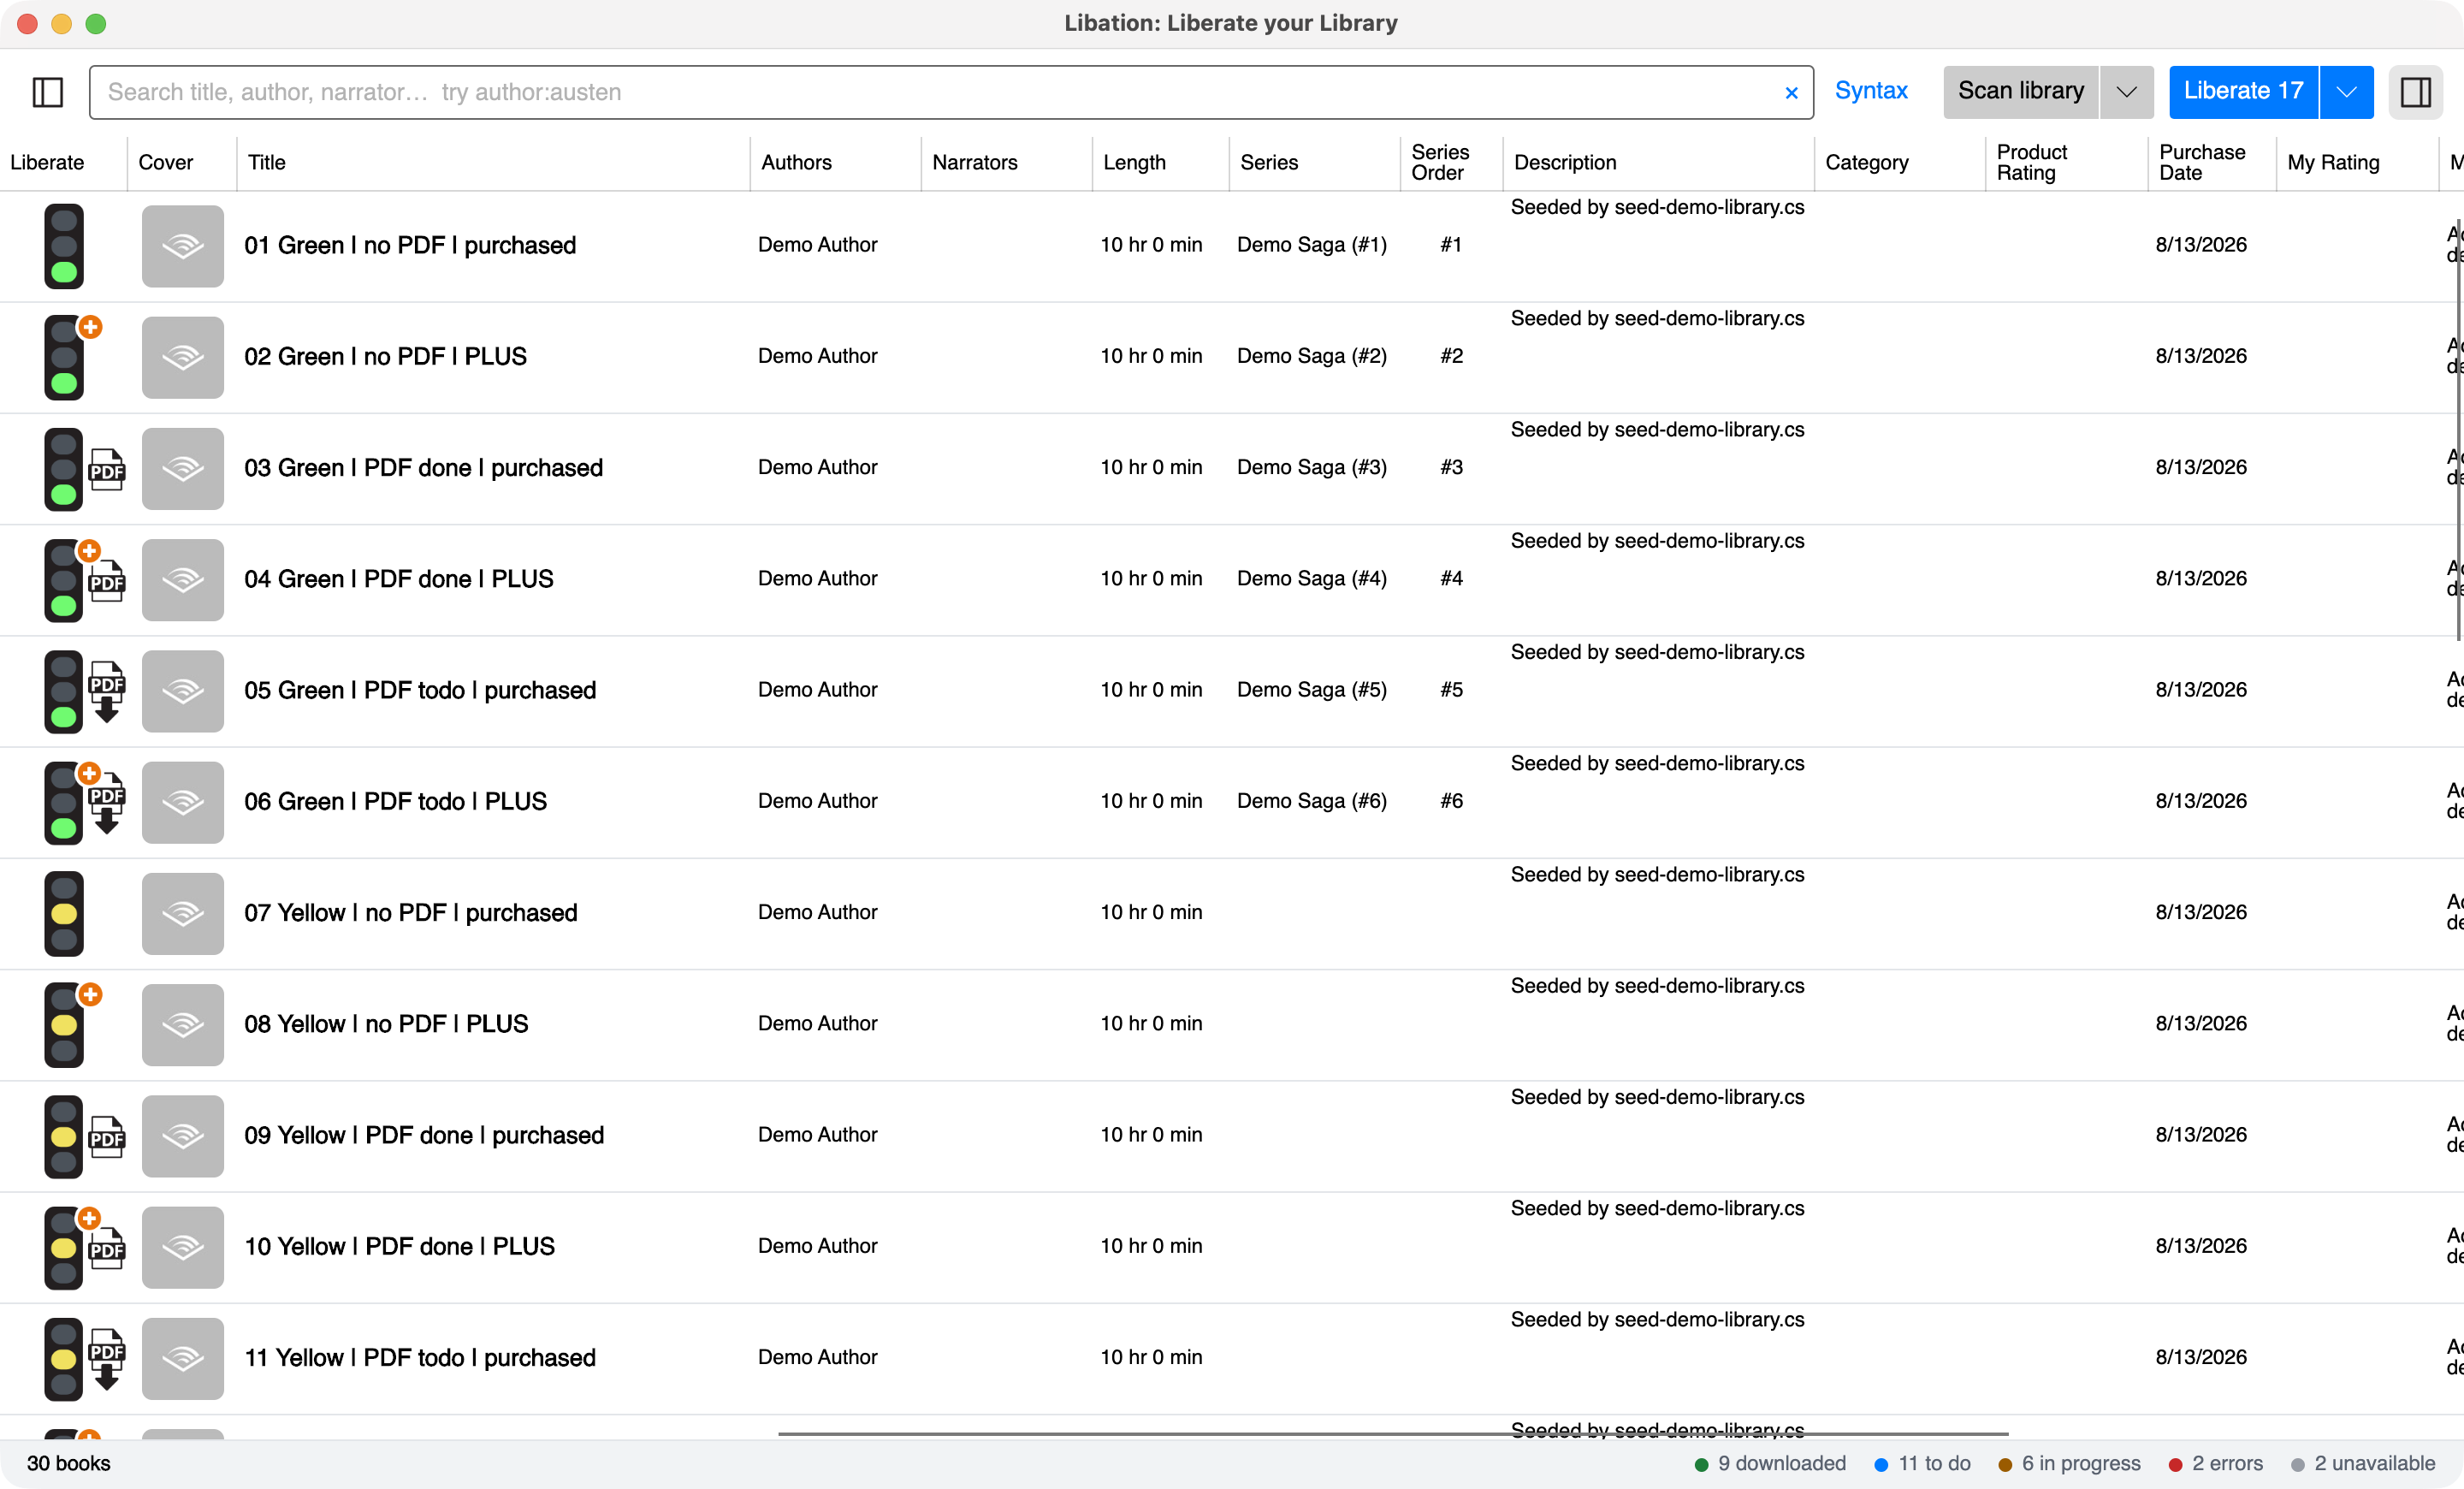 Libation: Liberate your Library
Search title, author, narrator… try author:austen
Syntax
Scan library
Liberate 17
Liberate Cover Title Authors Narrators Length Series Series Order Description Category Product Rating Purchase Date My Rating
01 Green | no PDF | purchased Demo Author 10 hr 0 min Demo Saga (#1) #1 Seeded by seed-demo-library.cs 8/13/2026
02 Green | no PDF | PLUS Demo Author 10 hr 0 min Demo Saga (#2) #2 Seeded by seed-demo-library.cs 8/13/2026
PDF 03 Green | PDF done | purchased Demo Author 10 hr 0 min Demo Saga (#3) #3 Seeded by seed-demo-library.cs 8/13/2026
PDF 04 Green | PDF done | PLUS Demo Author 10 hr 0 min Demo Saga (#4) #4 Seeded by seed-demo-library.cs 8/13/2026
PDF 05 Green | PDF todo | purchased Demo Author 10 hr 0 min Demo Saga (#5) #5 Seeded by seed-demo-library.cs 8/13/2026
PDF 06 Green | PDF todo | PLUS Demo Author 10 hr 0 min Demo Saga (#6) #6 Seeded by seed-demo-library.cs 8/13/2026
07 Yellow | no PDF | purchased Demo Author 10 hr 0 min Seeded by seed-demo-library.cs 8/13/2026
08 Yellow | no PDF | PLUS Demo Author 10 hr 0 min Seeded by seed-demo-library.cs 8/13/2026
PDF 09 Yellow | PDF done | purchased Demo Author 10 hr 0 min Seeded by seed-demo-library.cs 8/13/2026
PDF 10 Yellow | PDF done | PLUS Demo Author 10 hr 0 min Seeded by seed-demo-library.cs 8/13/2026
PDF 11 Yellow | PDF todo | purchased Demo Author 10 hr 0 min Seeded by seed-demo-library.cs 8/13/2026
Seeded by seed-demo-library.cs
30 books
9 downloaded 11 to do 6 in progress 2 errors 2 unavailable